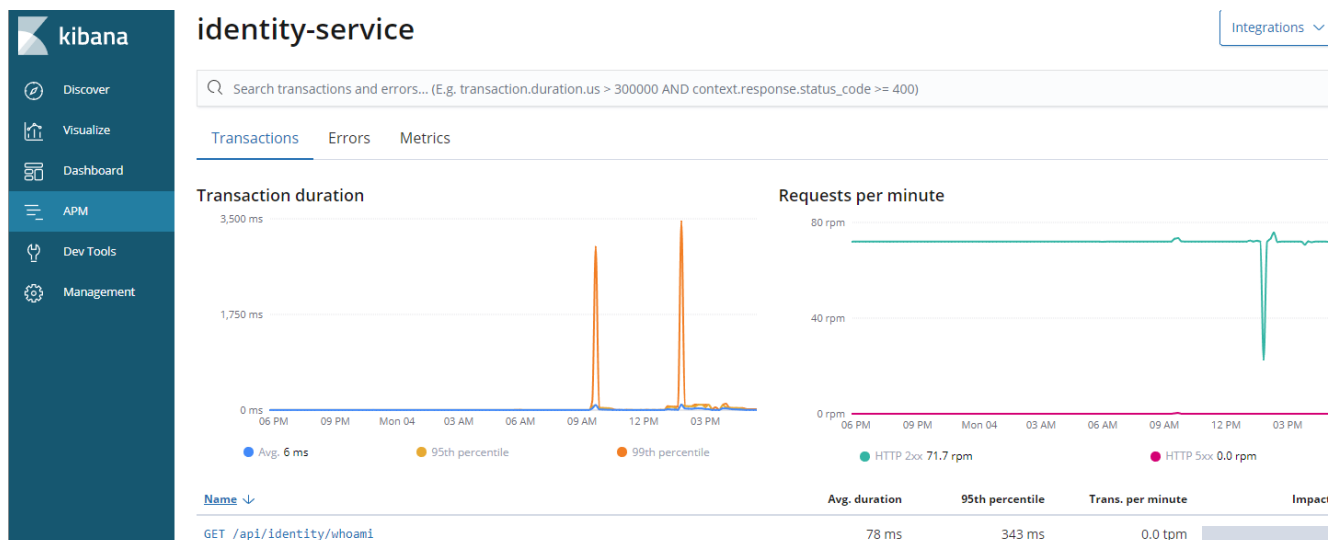 kibana
Discover
Visualize
Dashboard
APM
Dev Tools
Management
identity-service
Integrations
Search transactions and errors... (E.g. transaction.duration.us > 300000 AND context.response.status_code >= 400)
Transactions Errors Metrics
Transaction duration
3,500 ms
1,750 ms
0 ms
06 PM 09 PM Mon 04 03 AM 06 AM 09 AM 12 PM 03 PM
Avg. 6 ms 95th percentile 99th percentile
Requests per minute
80 rpm
40 rpm
0 rpm
06 PM 09 PM Mon 04 03 AM 06 AM 09 AM 12 PM 03 PM
HTTP 2xx 71.7 rpm HTTP 5xx 0.0 rpm
Name Avg. duration 95th percentile Trans. per minute Impact
GET /api/identity/whoami 78 ms 343 ms 0.0 tpm